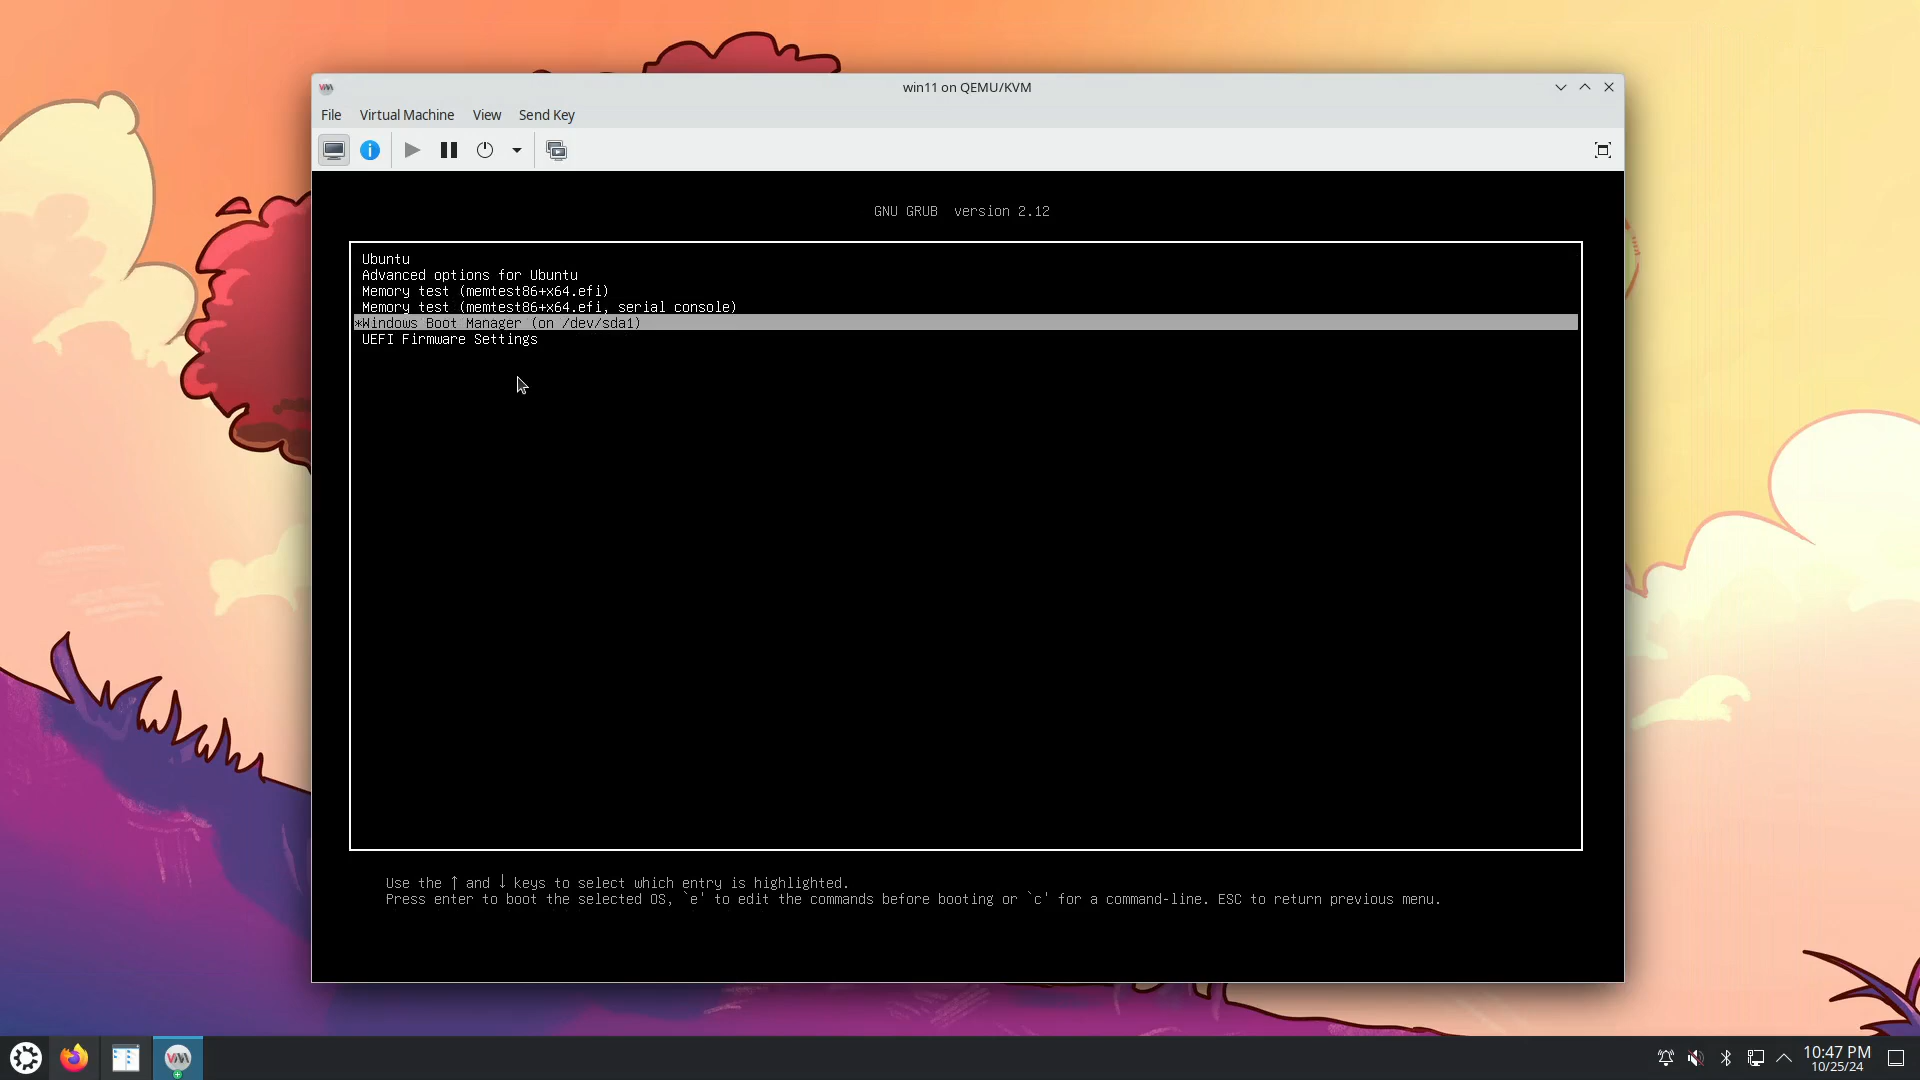 win11 on QEMU/KVM
File Virtual Machine View Send Key
GNU GRUB version 2.12
Ubuntu
Advanced options for Ubuntu
Memory test (memtest86+x64.efi)
Memory test (memtest86+x64.efi, serial console)
*Windows Boot Manager (on /dev/sda1)
UEFI Firmware Settings
Use the ↑ and ↓ keys to select which entry is highlighted.
Press enter to boot the selected OS, `e' to edit the commands before booting or `c' for a command-line. ESC to return previous menu.
10:47 PM
10/25/24